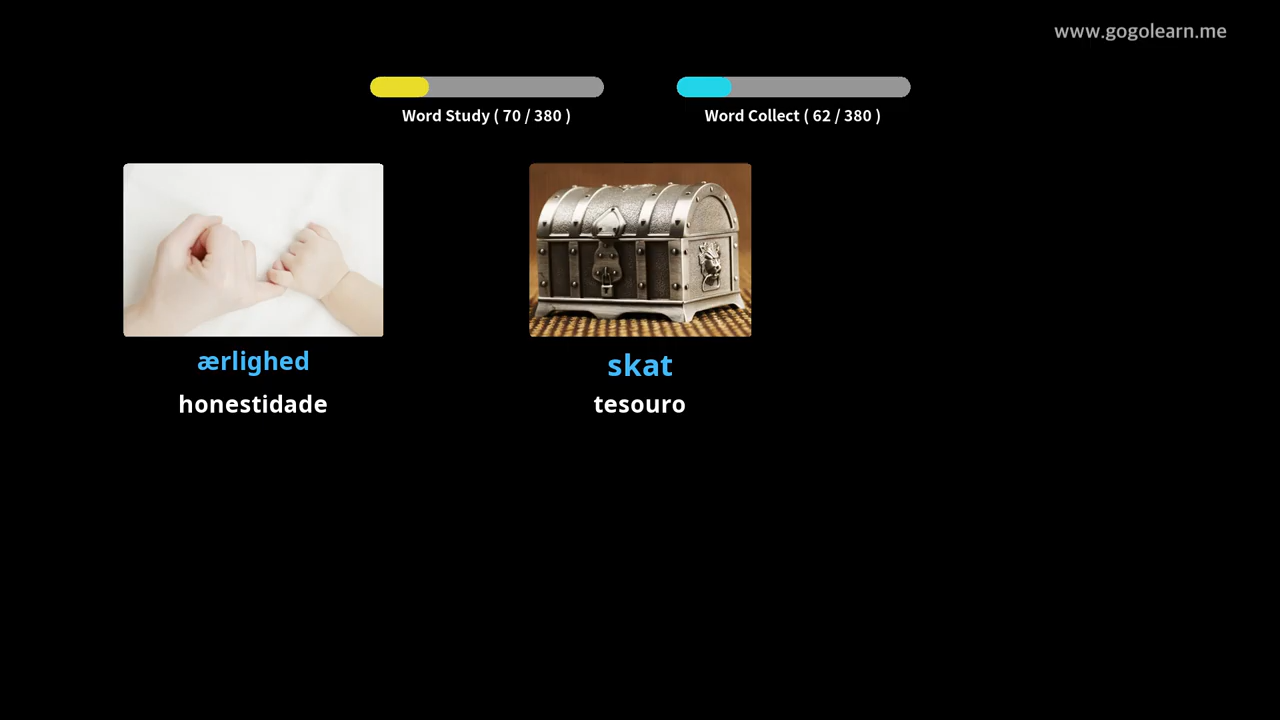 www.gogolearn.me
Word Study ( 70 / 380 )
Word Collect ( 62 / 380 )
ærlighed
honestidade
skat
tesouro